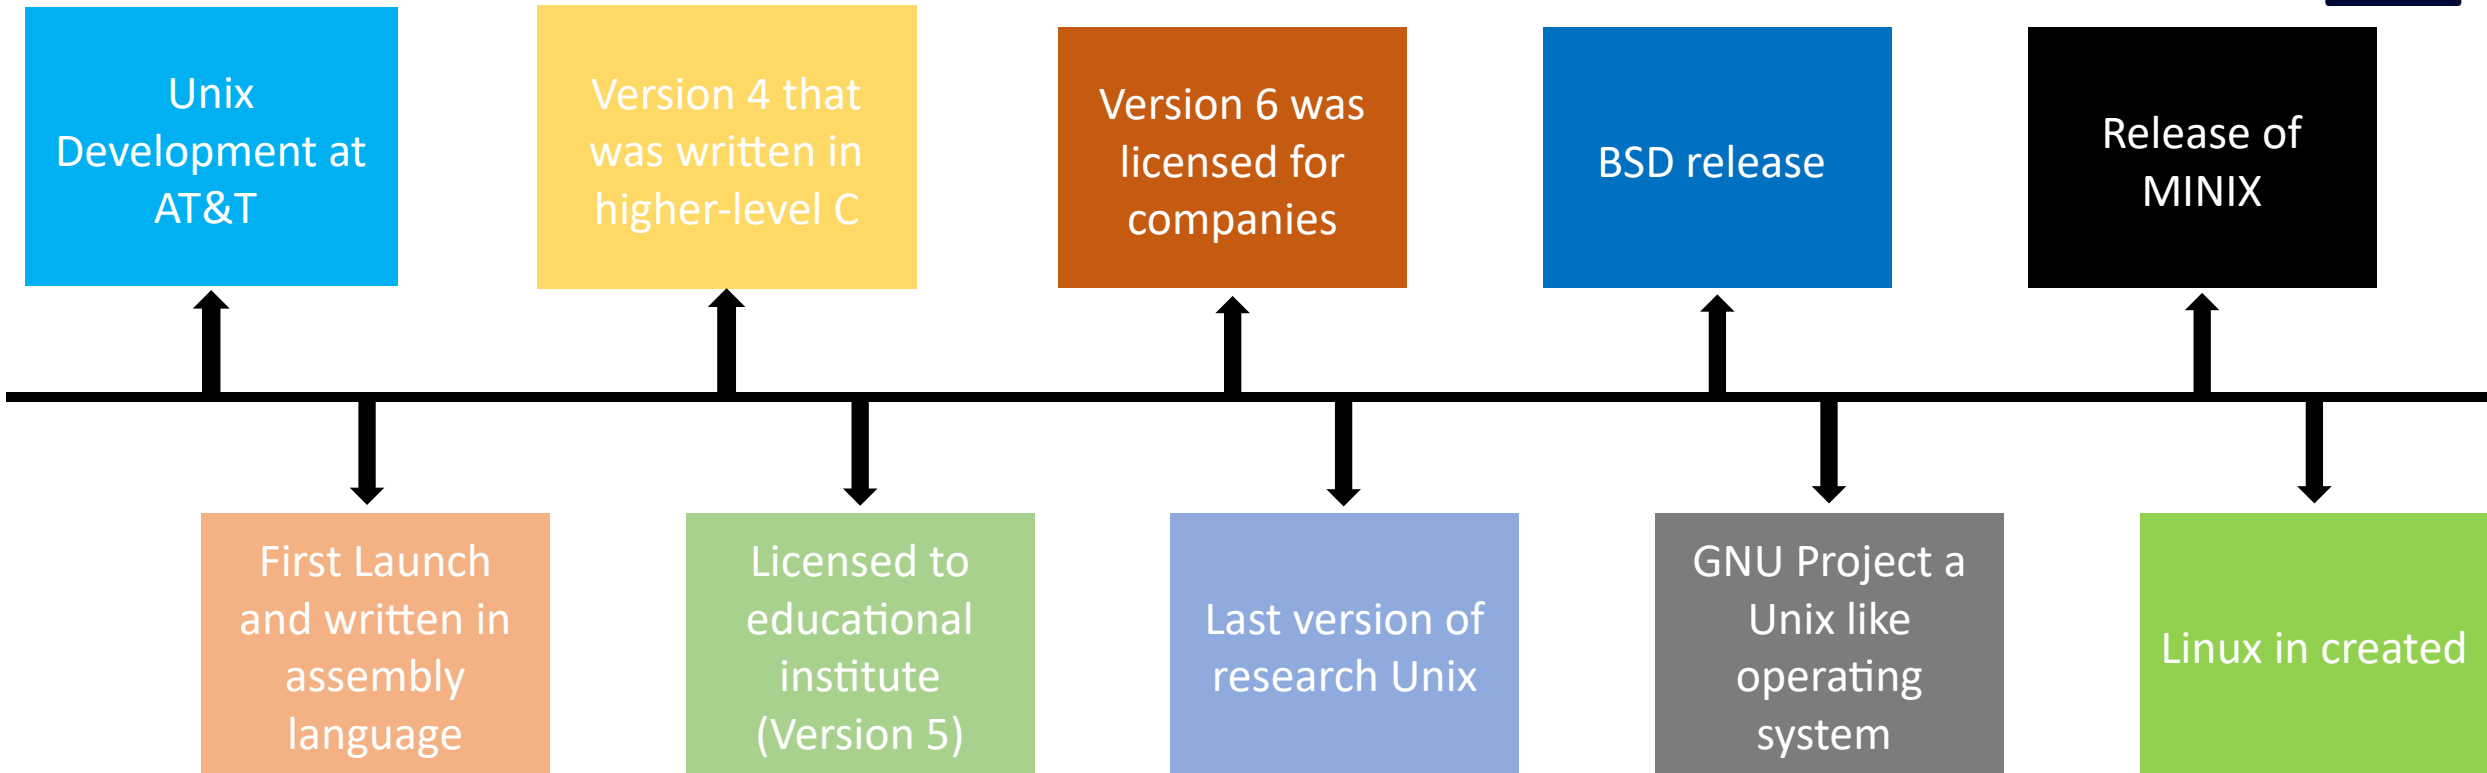 Unix
Development at
AT&T
Version 4 that
was written in
higher-level C
Version 6 was
licensed for
companies
BSD release
Release of
MINIX
First Launch
and written in
assembly
language
Licensed to
educational
institute
(Version 5)
Last version of
research Unix
GNU Project a
Unix like
operating
system
Linux in created